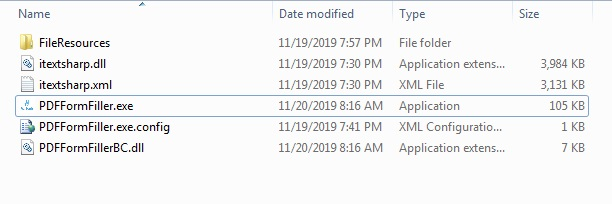 Name Date modified Type Size
FileResources 11/19/2019 7:57 PM File folder
itextsharp.dll 11/19/2019 7:30 PM Application extens... 3,984 KB
itextsharp.xml 11/19/2019 7:30 PM XML File 3,131 KB
PDFFormFiller.exe 11/20/2019 8:16 AM Application 105 KB
PDFFormFiller.exe.config 11/19/2019 7:41 PM XML Configuratio... 1 KB
PDFFormFillerBC.dll 11/20/2019 8:16 AM Application extens... 7 KB